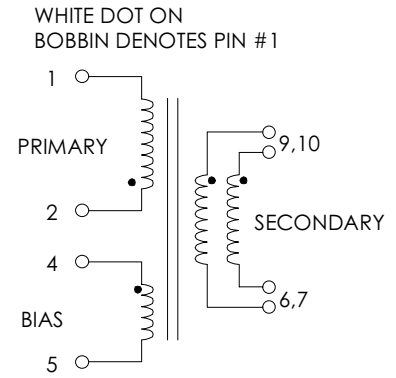 WHITE DOT ON
BOBBIN DENOTES PIN #1
1
PRIMARY
2
4
BIAS
5
9,10
SECONDARY
6,7